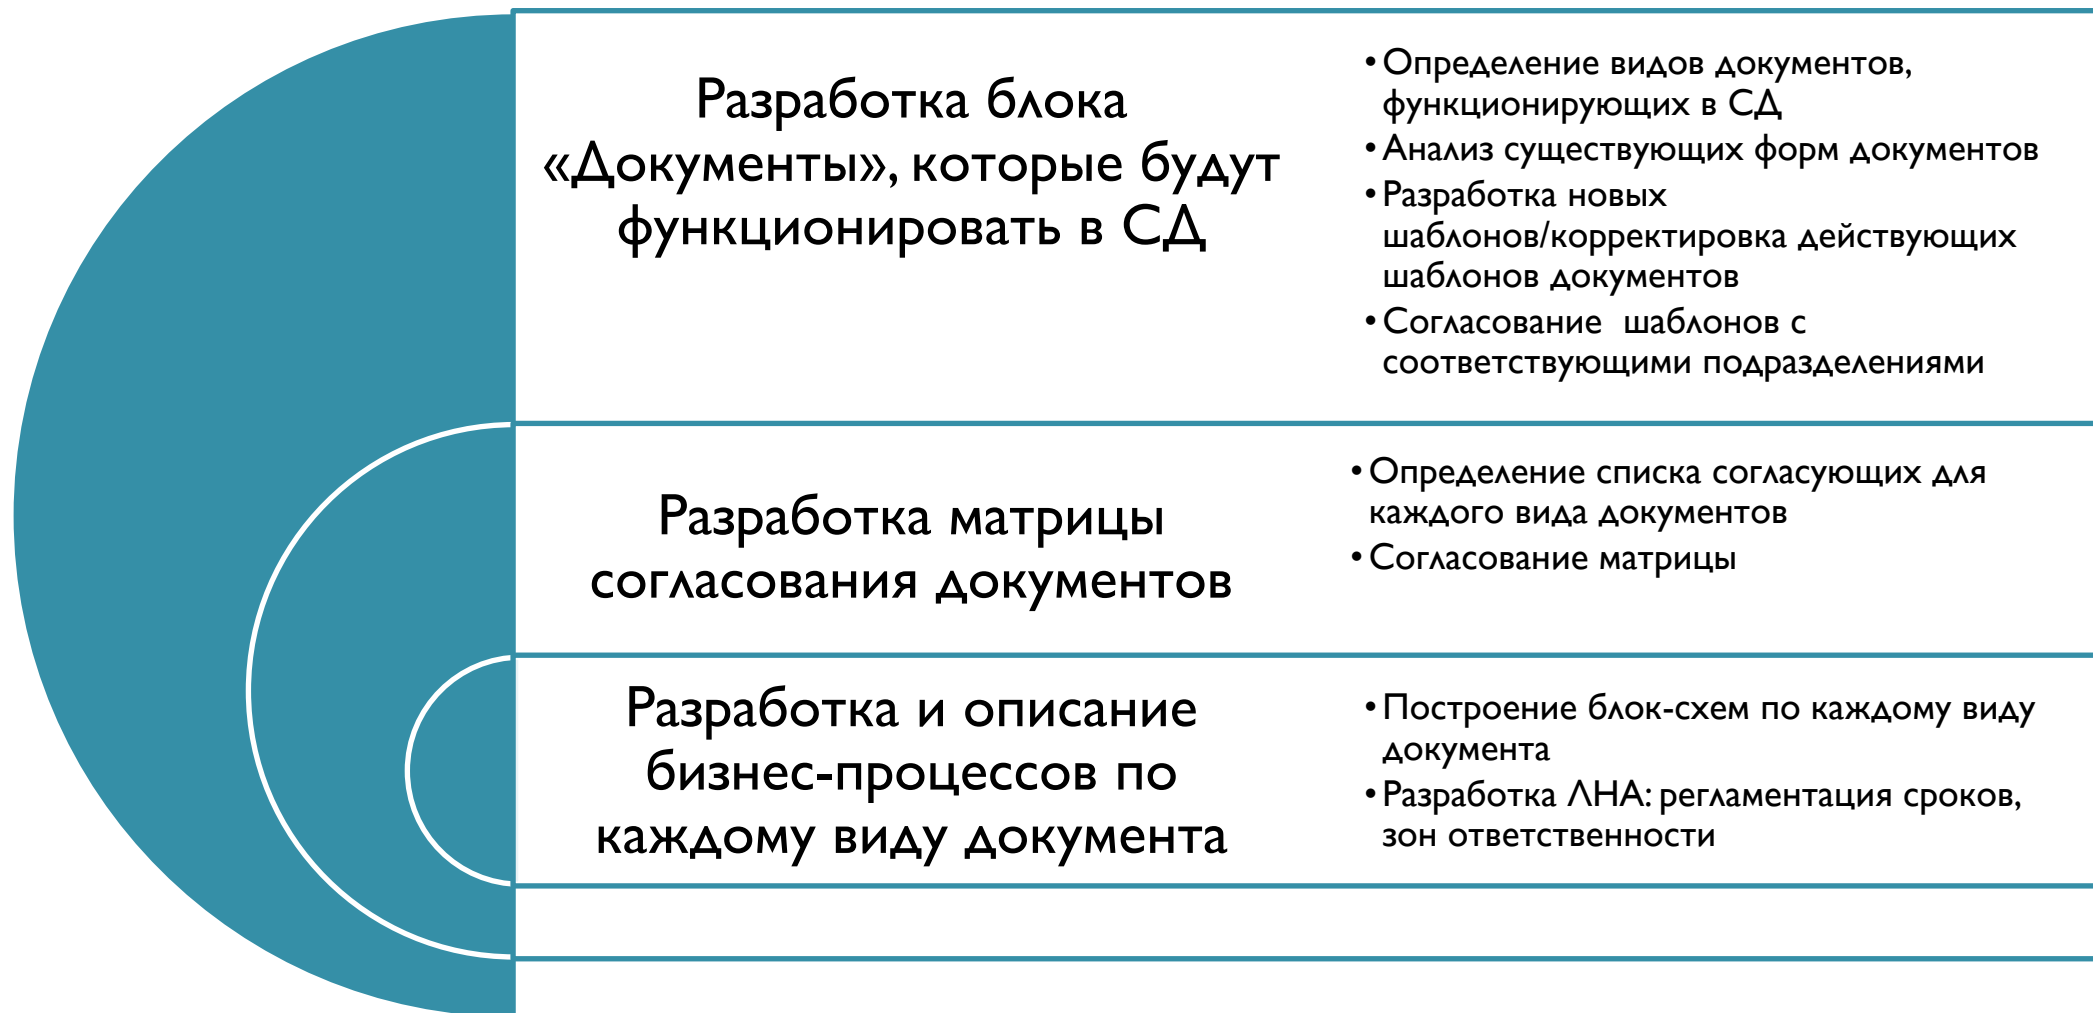 Разработка блока
«Документы», которые будут
функционировать в СД
• Определение видов документов,
функционирующих в СД
• Анализ существующих форм документов
• Разработка новых
шаблонов/корректировка действующих
шаблонов документов
• Согласование шаблонов с
соответствующими подразделениями
Разработка матрицы
согласования документов
• Определение списка согласующих для
каждого вида документов
• Согласование матрицы
Разработка и описание
бизнес-процессов по
каждому виду документа
• Построение блок-схем по каждому виду
документа
• Разработка ЛНА: регламентация сроков,
зон ответственности